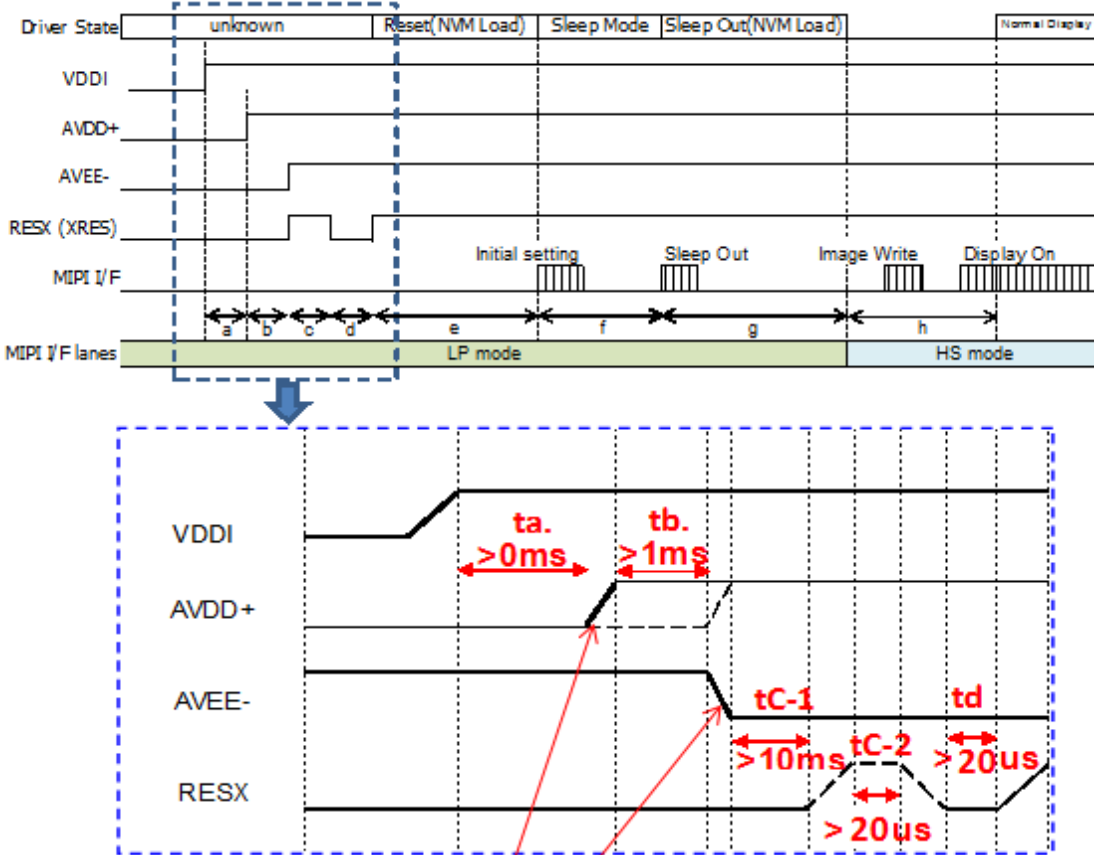 Driver State unknown Reset(NVM Load) Sleep Mode Sleep Out(NVM Load) Normal Display
VDDI
AVDD+
AVEE-
RESX (XRES)
Initial setting Sleep Out Image Write Display On
MIPI I/F
a b c d e f g h
MIPI I/F lanes LP mode HS mode
ta. tb.
VDDI >0ms >1ms
AVDD+
AVEE- tC-1 td
>10ms tC-2 >20us
RESX
>20us